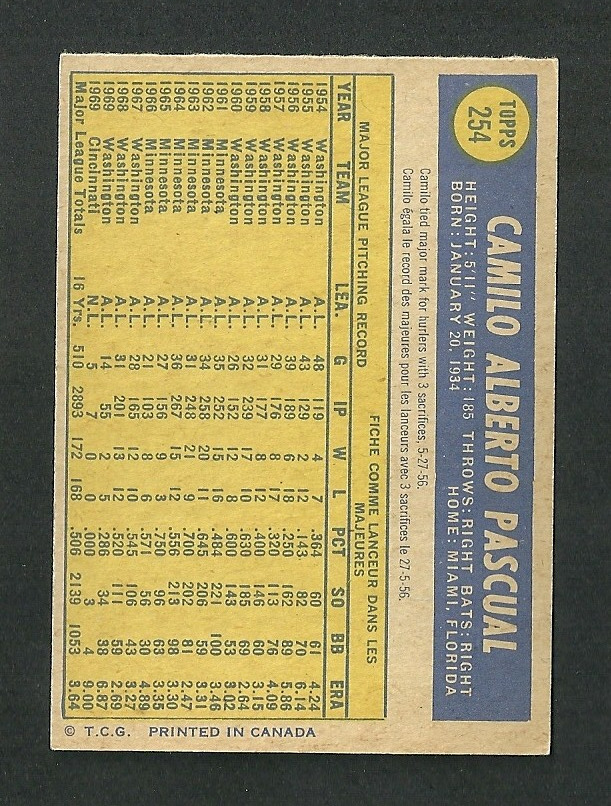 TOPPS
254
CAMILO ALBERTO PASCUAL
HEIGHT: 5'11" WEIGHT: 185 THROWS: RIGHT BATS: RIGHT
BORN: JANUARY 20, 1934 HOME: MIAMI, FLORIDA
Camilo tied major mark for hurlers with 3 sacrifices, 5-27-56.
Camilo égala le record des majeures pour les lanceurs avec 3 sacrifices le 27-5-56.
MAJOR LEAGUE PITCHING RECORD
FICHE COMME LANCEUR DANS LES
MAJEURES
YEAR TEAM LEA. G IP W L PCT SO BB ERA
1954 Washington A.L. 48 119 4 7 .364 60 61 4.24
1955 Washington A.L. 43 129 2 12 .143 82 70 6.14
1956 Washington A.L. 39 189 6 18 .250 162 89 5.86
1957 Washington A.L. 29 176 8 17 .320 113 76 4.09
1958 Washington A.L. 31 177 8 12 .400 146 60 3.15
1959 Washington A.L. 32 239 17 10 .630 185 69 2.64
1960 Washington A.L. 26 152 12 8 .600 143 53 3.02
1961 Minnesota A.L. 35 252 15 16 .484 221 100 3.46
1962 Minnesota A.L. 34 258 20 11 .645 206 59 3.31
1963 Minnesota A.L. 31 248 21 9 .700 202 81 2.47
1964 Minnesota A.L. 36 267 15 12 .556 213 98 3.30
1965 Minnesota A.L. 27 156 9 3 .750 96 63 3.35
1966 Minnesota A.L. 21 103 8 6 .571 56 30 4.89
1967 Washington A.L. 28 165 12 10 .545 106 43 3.27
1968 Washington A.L. 31 201 13 12 .520 111 59 2.69
1969 Washington A.L. 14 55 2 5 .286 34 38 6.87
1969 Cincinnati N.L. 5 7 0 0 .000 3 4 9.00
Major League Totals 16 Yrs. 510 2893 172 168 .506 2139 1053 3.64
© T.C.G. PRINTED IN CANADA